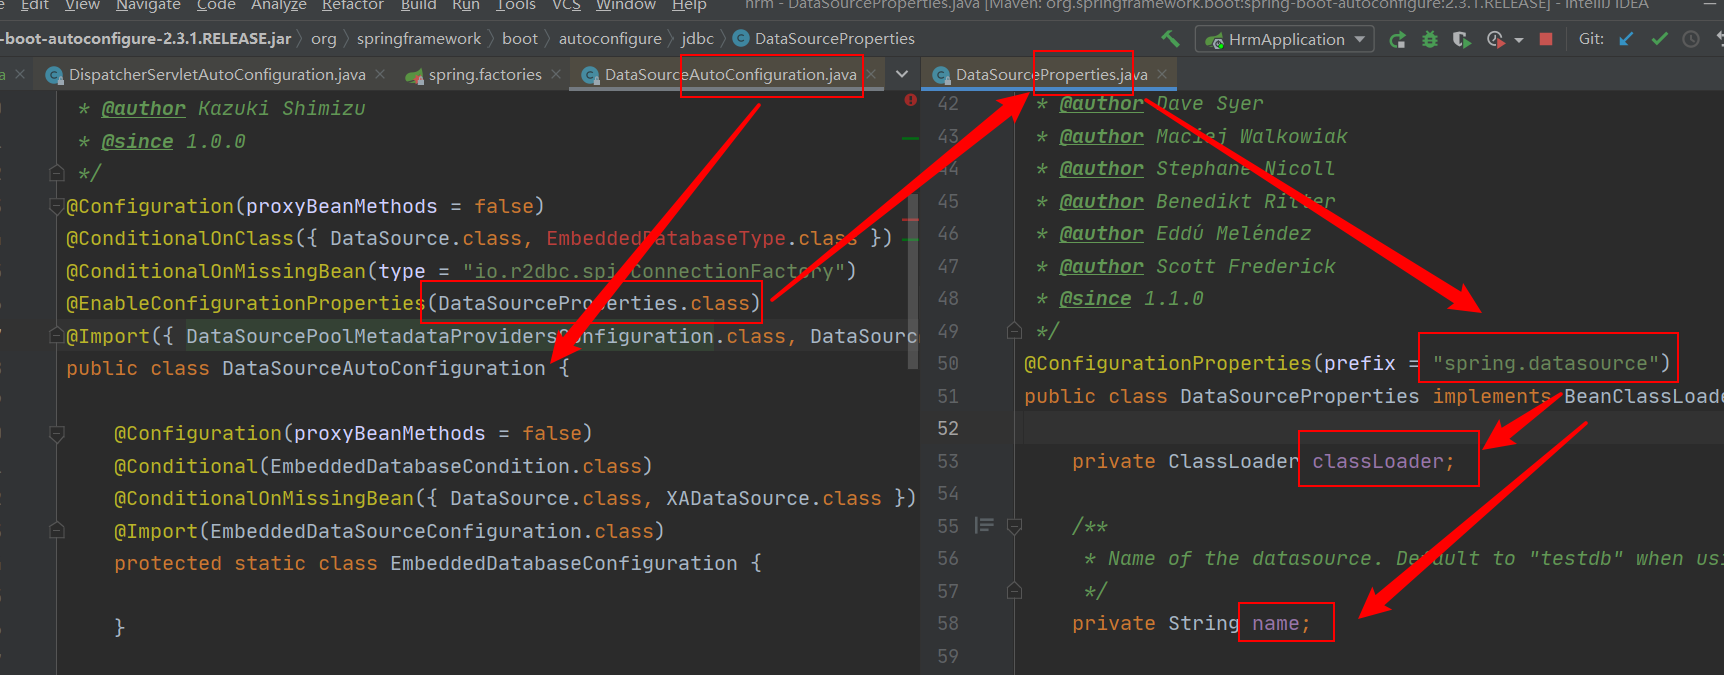 Edit View Navigate Code Analyze Refactor Build Run Tools VCS Window Help hrm - DataSourceProperties.java [Maven: org.springframework.boot:spring-boot-autoconfigure:2.3.1.RELEASE] - IntelliJ IDEA
-boot-autoconfigure-2.3.1.RELEASE.jar org springframework boot autoconfigure jdbc DataSourceProperties HrmApplication Git:
a DispatcherServletAutoConfiguration.java spring.factories DataSourceAutoConfiguration.java DataSourceProperties.java
* @author Kazuki Shimizu
* @since 1.0.0
*/
@Configuration(proxyBeanMethods = false)
@ConditionalOnClass({ DataSource.class, EmbeddedDatabaseType.class })
@ConditionalOnMissingBean(type = "io.r2dbc.spi.ConnectionFactory")
@EnableConfigurationProperties(DataSourceProperties.class)
@Import({ DataSourcePoolMetadataProvidersConfiguration.class, DataSourc
public class DataSourceAutoConfiguration {
@Configuration(proxyBeanMethods = false)
@Conditional(EmbeddedDatabaseCondition.class)
@ConditionalOnMissingBean({ DataSource.class, XADataSource.class })
@Import(EmbeddedDataSourceConfiguration.class)
protected static class EmbeddedDatabaseConfiguration {
}
42 * @author Dave Syer
43 * @author Maciej Walkowiak
44 * @author Stephane Nicoll
45 * @author Benedikt Ritter
46 * @author Eddú Meléndez
47 * @author Scott Frederick
48 * @since 1.1.0
49 */
50 @ConfigurationProperties(prefix = "spring.datasource")
51 public class DataSourceProperties implements BeanClassLoade
52
53 private ClassLoader classLoader;
54
55 /**
56 * Name of the datasource. Default to "testdb" when usi
57 */
58 private String name;
59